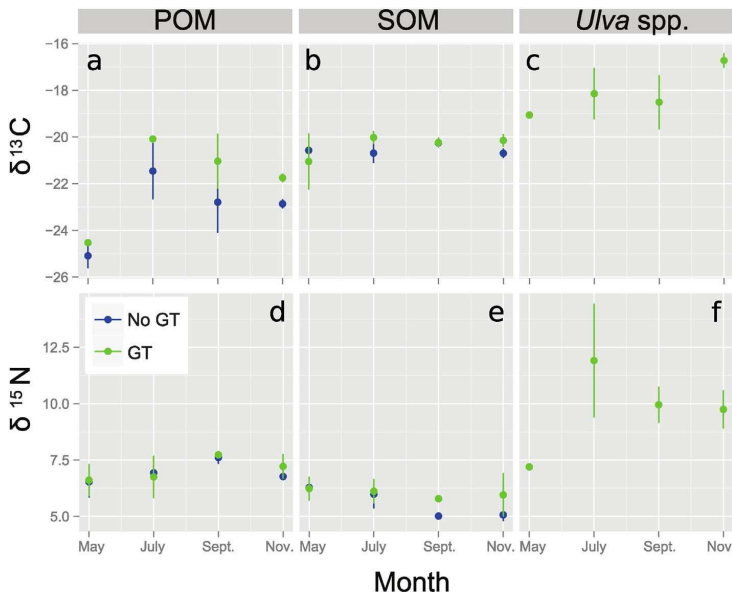 POM SOM Ulva spp.
a b c
−16
−18
−20
−22
−24
−26
δ¹³C
d e f
No GT
GT
12.5
10.0
7.5
5.0
δ ¹⁵N
May July Sept. Nov. May July Sept. Nov. May July Sept. Nov.
Month